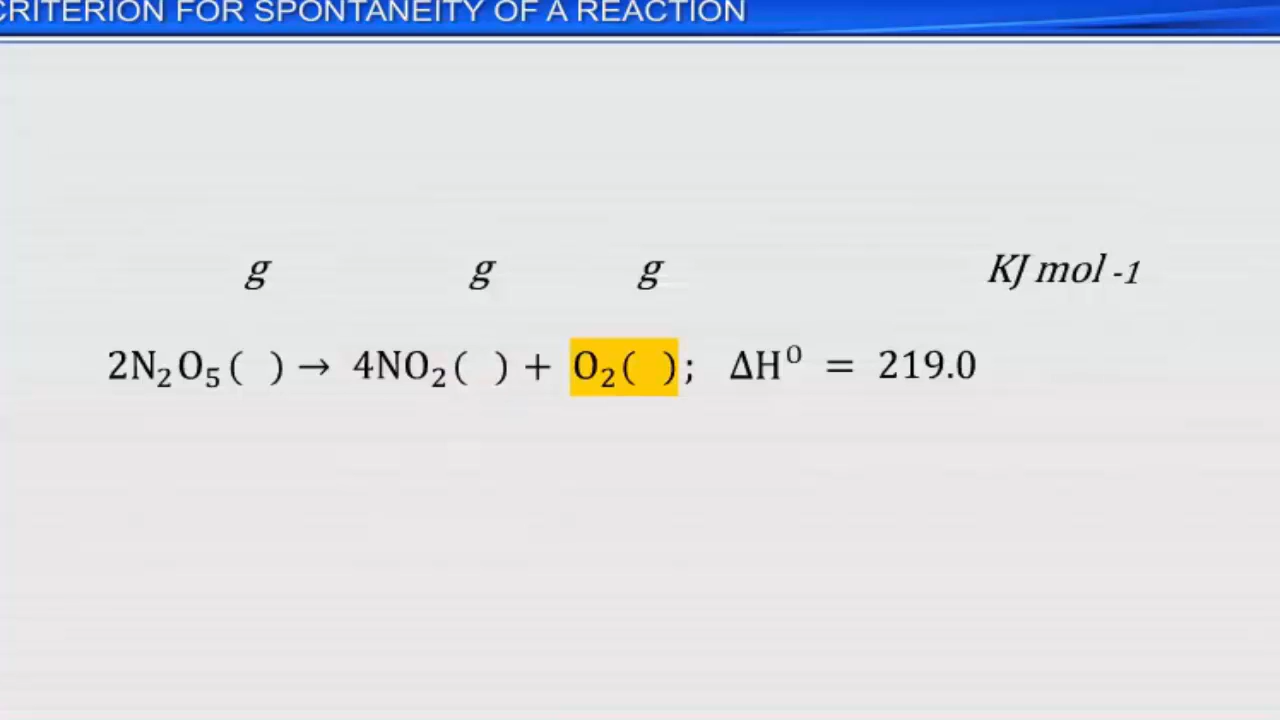 CRITERION FOR SPONTANEITY OF A REACTION
g g g KJ mol -1
2N₂O₅( ) → 4NO₂( ) + O₂( ); ΔH⁰ = 219.0